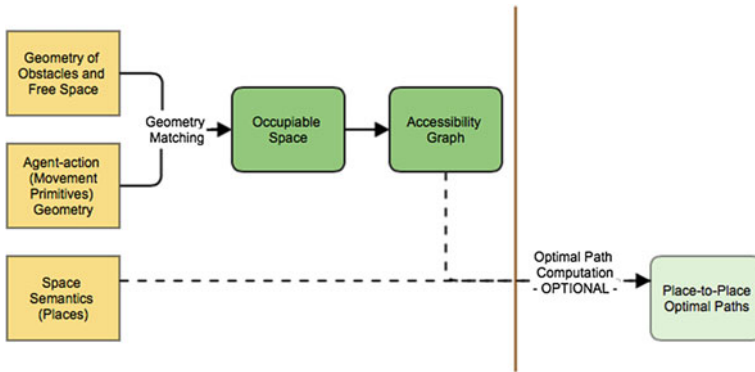 Geometry of
Obstacles and
Free Space
Geometry
Matching
Occupiable
Space
Accessibility
Graph
Agent-action
(Movement
Primitives)
Geometry
Space
Semantics
(Places)
Optimal Path
Computation
- OPTIONAL -
Place-to-Place
Optimal Paths